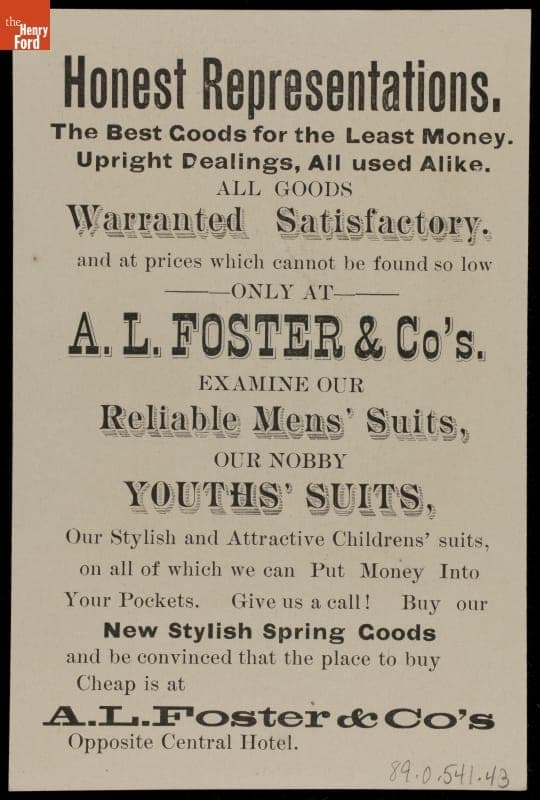 the
Henry
Ford
Honest Representations.
The Best Goods for the Least Money.
Upright Dealings, All used Alike.
ALL GOODS
Warranted Satisfactory.
and at prices which cannot be found so low
ONLY AT
A. L. FOSTER & Co's.
EXAMINE OUR
Reliable Mens' Suits,
OUR NOBBY
YOUTHS' SUITS,
Our Stylish and Attractive Childrens' suits,
on all of which we can Put Money Into
Your Pockets. Give us a call! Buy our
New Stylish Spring Goods
and be convinced that the place to buy
Cheap is at
A. L. Foster & Co's
Opposite Central Hotel.
89.0.541.43